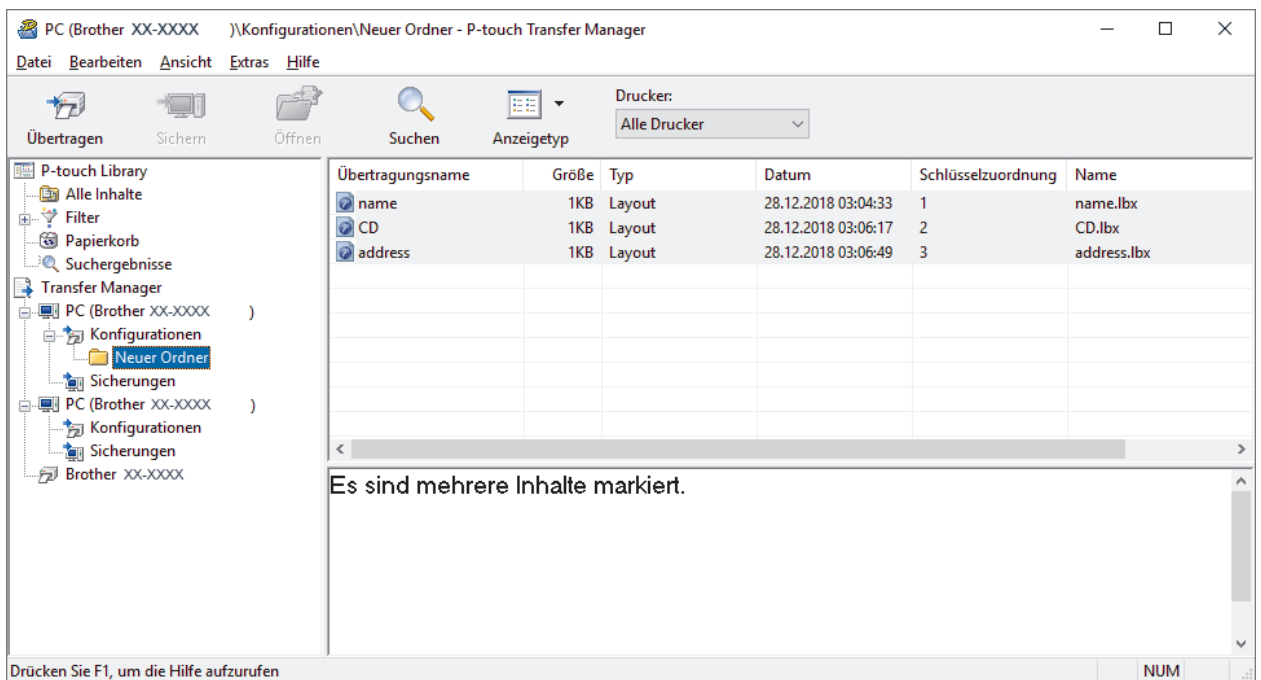 PC (Brother XX-XXXX )\Konfigurationen\Neuer Ordner - P-touch Transfer Manager
Datei Bearbeiten Ansicht Extras Hilfe
Übertragen Sichern Öffnen Suchen Anzeigetyp
Drucker:
Alle Drucker
P-touch Library
Alle Inhalte
Filter
Papierkorb
Suchergebnisse
Transfer Manager
PC (Brother XX-XXXX )
Konfigurationen
Neuer Ordner
Sicherungen
PC (Brother XX-XXXX )
Konfigurationen
Sicherungen
Brother XX-XXXX
Übertragungsname Größe Typ Datum Schlüsselzuordnung Name
name 1KB Layout 28.12.2018 03:04:33 1 name.lbx
CD 1KB Layout 28.12.2018 03:06:17 2 CD.lbx
address 1KB Layout 28.12.2018 03:06:49 3 address.lbx
Es sind mehrere Inhalte markiert.
Drücken Sie F1, um die Hilfe aufzurufen
NUM